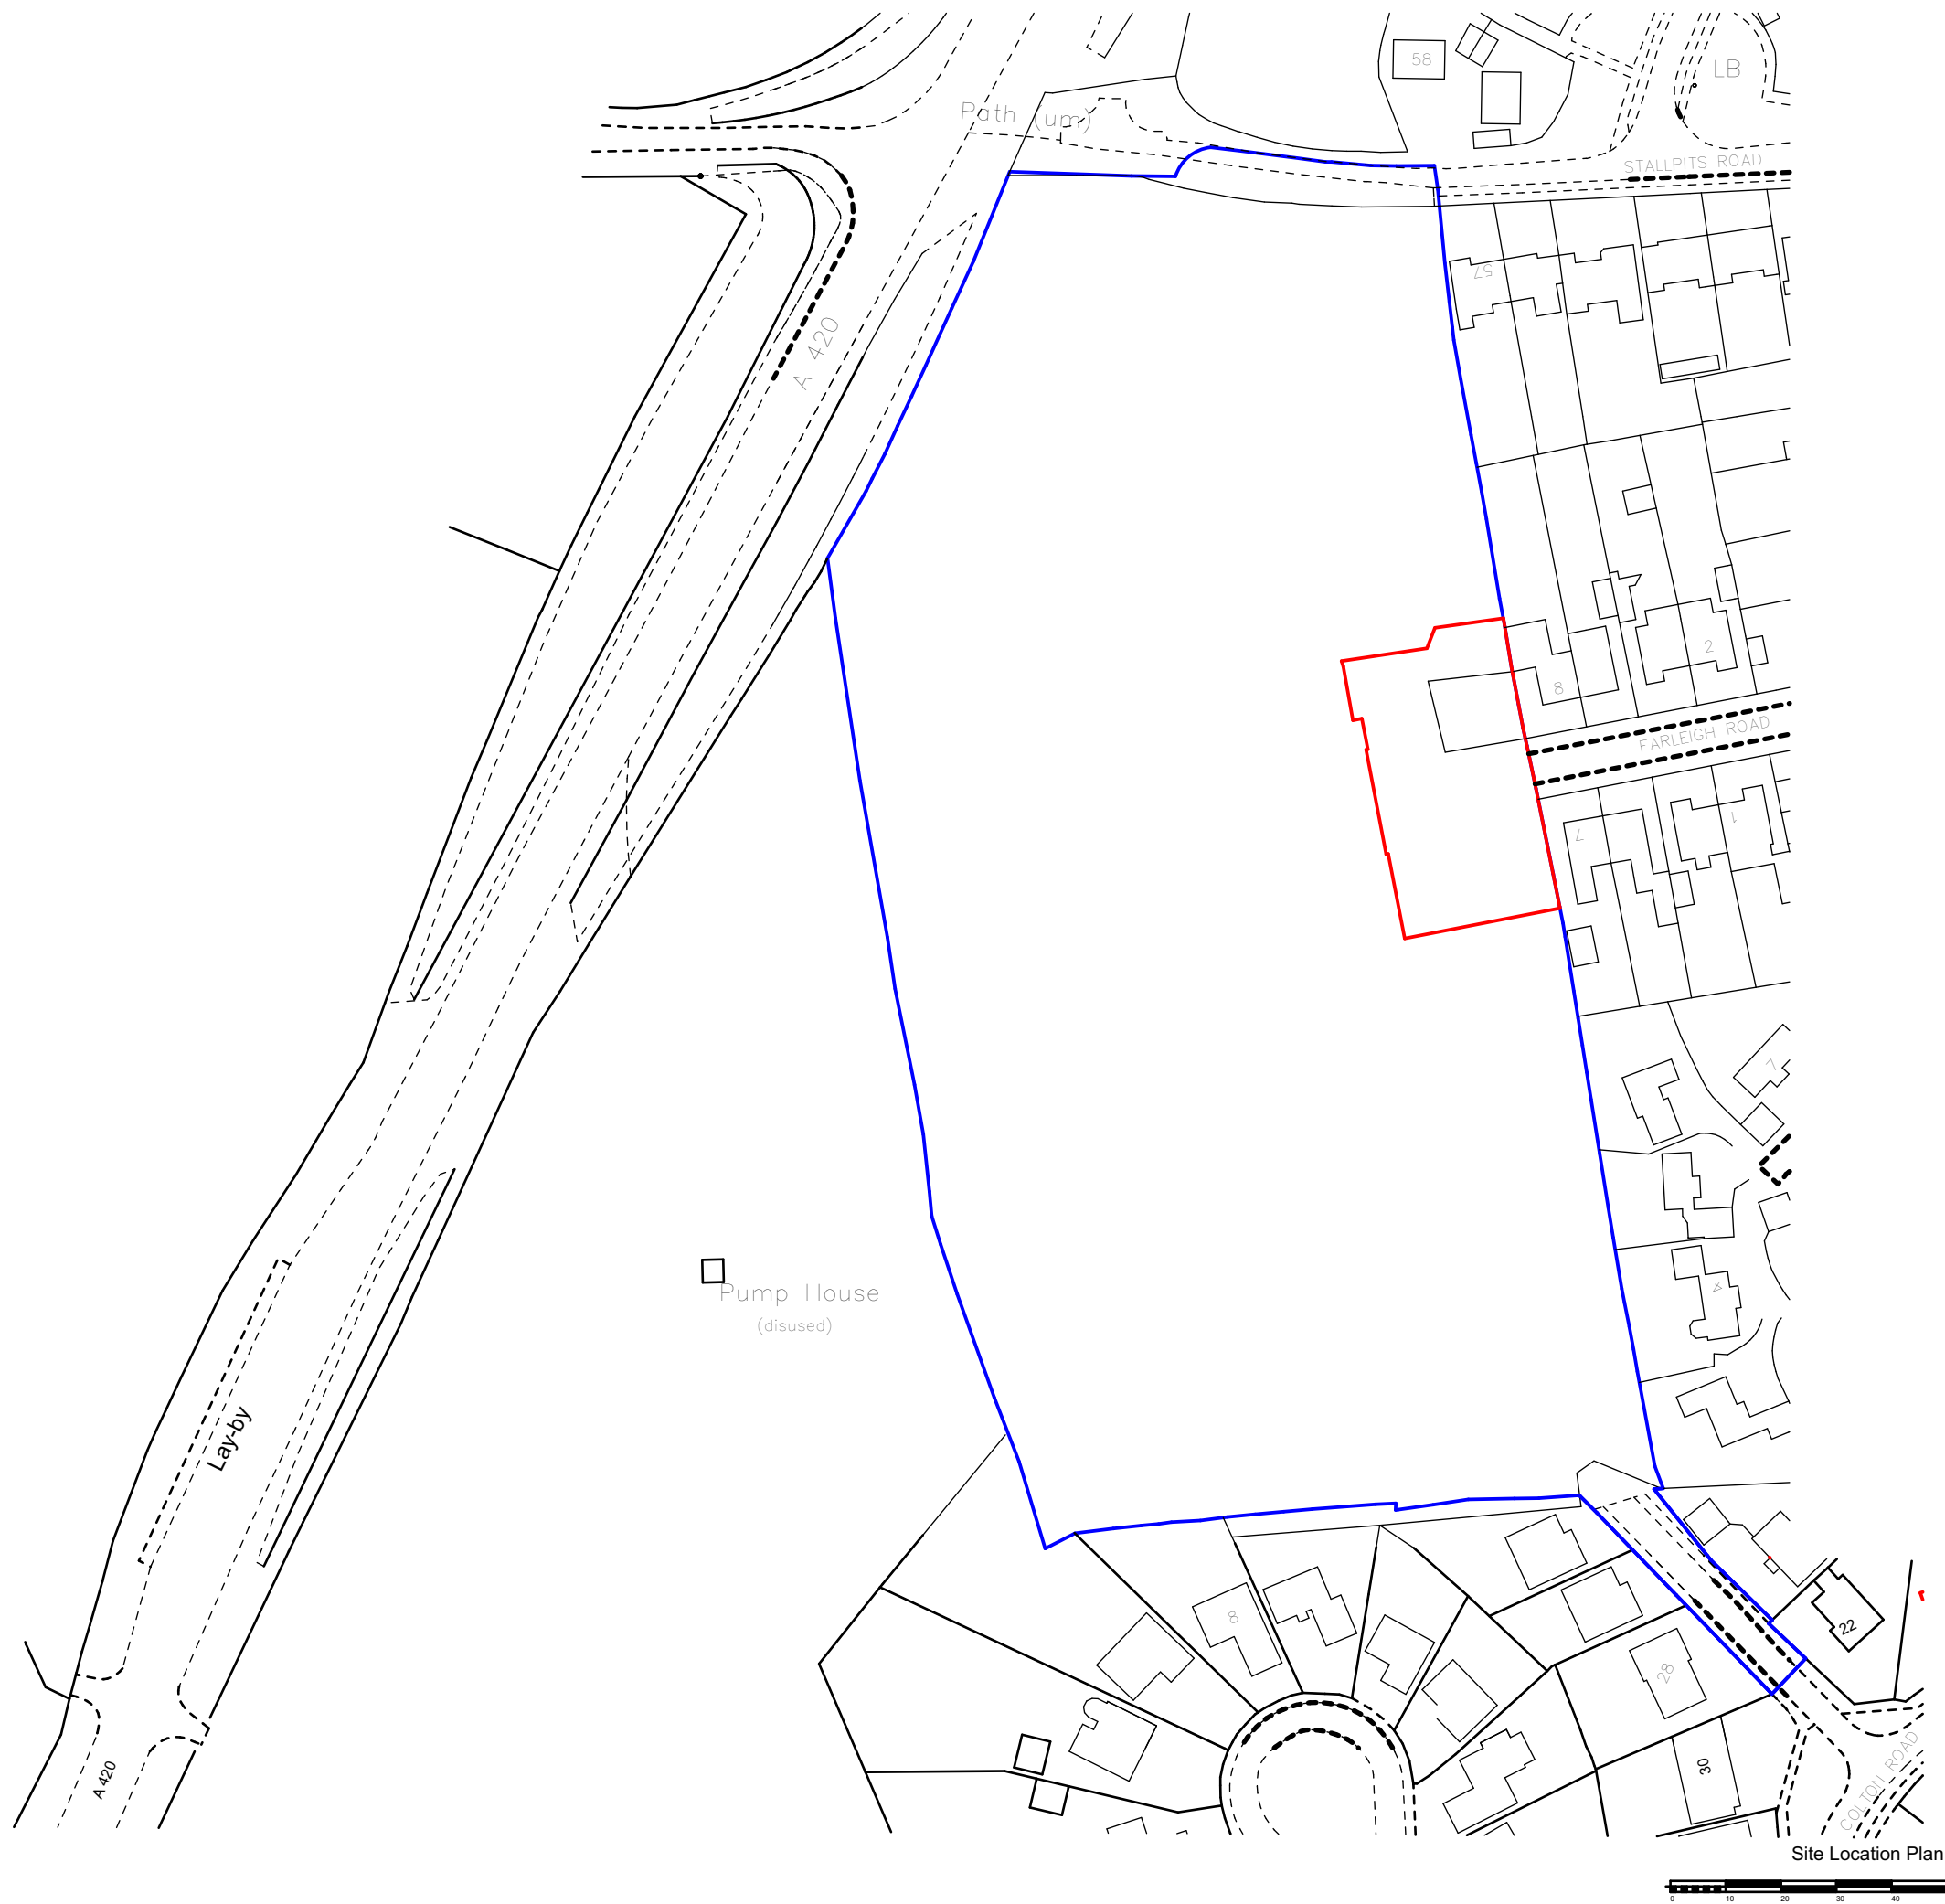 58
LB
Path (um)
STALLPITS ROAD
57
A 420
2
8
FARLEIGH ROAD
1
7
7
4
Pump House
(disused)
Lay-by
8
22
28
30
A 420
COLTON ROAD
Site Location Plan
0 10 20 30 40